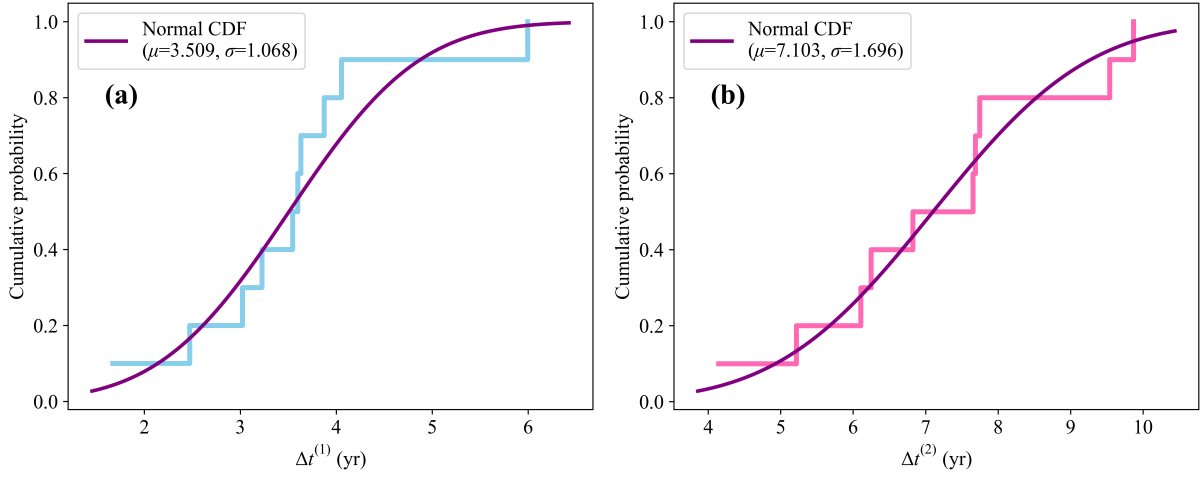 Normal CDF
(μ=3.509, σ=1.068)
(a)
Cumulative probability
1.0
0.8
0.6
0.4
0.2
0.0
2 3 4 5 6
Δt^(1) (yr)
Normal CDF
(μ=7.103, σ=1.696)
(b)
Cumulative probability
1.0
0.8
0.6
0.4
0.2
0.0
4 5 6 7 8 9 10
Δt^(2) (yr)